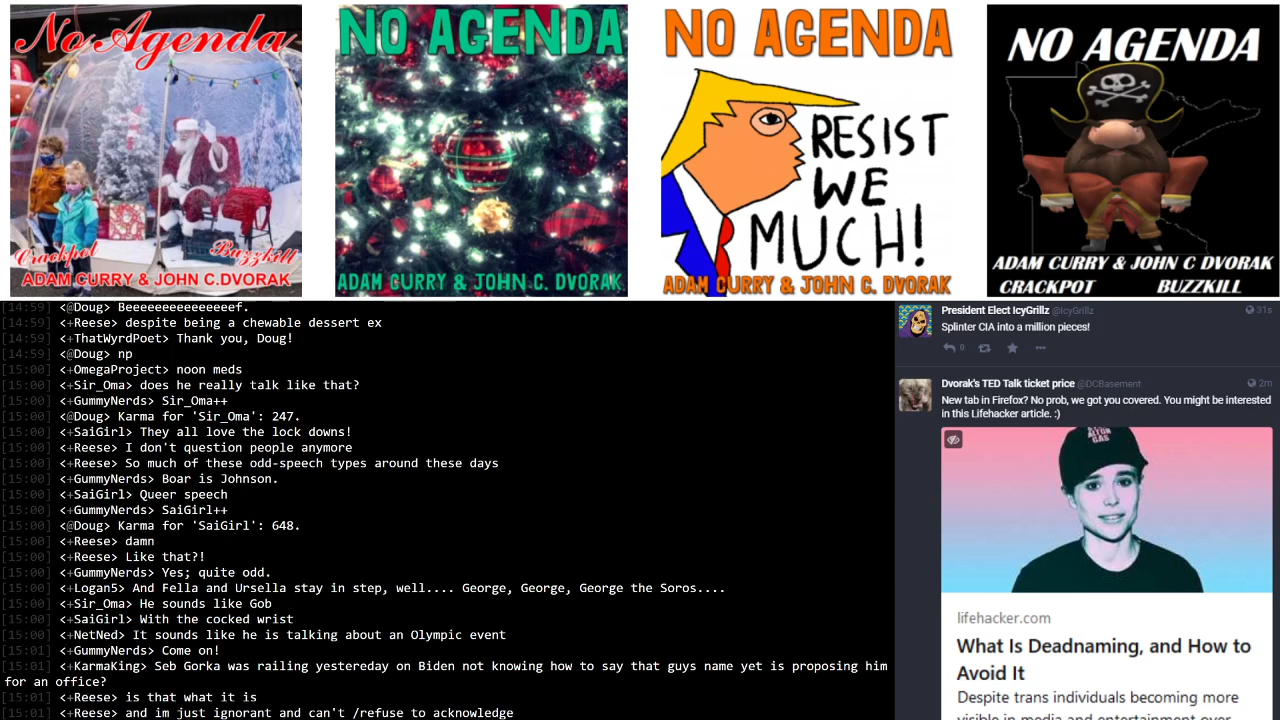 No Agenda
Crackpot
Buzzkill
ADAM CURRY & JOHN C.DVORAK
NO AGENDA
ADAM CURRY & JOHN C. DVORAK
NO AGENDA
RESIST
WE
MUCH!
ADAM CURRY & JOHN C. DVORAK
NO AGENDA
ADAM CURRY & JOHN C DVORAK
CRACKPOT BUZZKILL
[14:59] <@Doug> Beeeeeeeeeeeeeeeef.
[14:59] <+Reese> despite being a chewable dessert ex
[14:59] <+ThatWyrdPoet> Thank you, Doug!
[14:59] <@Doug> np
[15:00] <+OmegaProject> noon meds
[15:00] <+Sir_Oma> does he really talk like that?
[15:00] <+GummyNerds> Sir_Oma++
[15:00] <@Doug> Karma for 'Sir_Oma': 247.
[15:00] <+SaiGirl> They all love the lock downs!
[15:00] <+Reese> I don't question people anymore
[15:00] <+Reese> So much of these odd-speech types around these days
[15:00] <+GummyNerds> Boar is Johnson.
[15:00] <+SaiGirl> Queer speech
[15:00] <+GummyNerds> SaiGirl++
[15:00] <@Doug> Karma for 'SaiGirl': 648.
[15:00] <+Reese> damn
[15:00] <+Reese> Like that?!
[15:00] <+GummyNerds> Yes; quite odd.
[15:00] <+Logan5> And Fella and Ursella stay in step, well.... George, George, George the Soros....
[15:00] <+Sir_Oma> He sounds like Gob
[15:00] <+SaiGirl> With the cocked wrist
[15:00] <+NetNed> It sounds like he is talking about an Olympic event
[15:01] <+GummyNerds> Come on!
[15:01] <+KarmaKing> Seb Gorka was railing yestereday on Biden not knowing how to say that guys name yet is proposing him
for an office?
[15:01] <+Reese> is that what it is
[15:01] <+Reese> and im just ignorant and can't /refuse to acknowledge
President Elect IcyGrillz @IcyGrillz 31s
Splinter CIA into a million pieces!
0
Dvorak's TED Talk ticket price @DCBasement 2m
New tab in Firefox? No prob, we got you covered. You might be interested
in this Lifehacker article. :)
ALTON
GAS
lifehacker.com
What Is Deadnaming, and How to
Avoid It
Despite trans individuals becoming more
visible in media and entertainment over